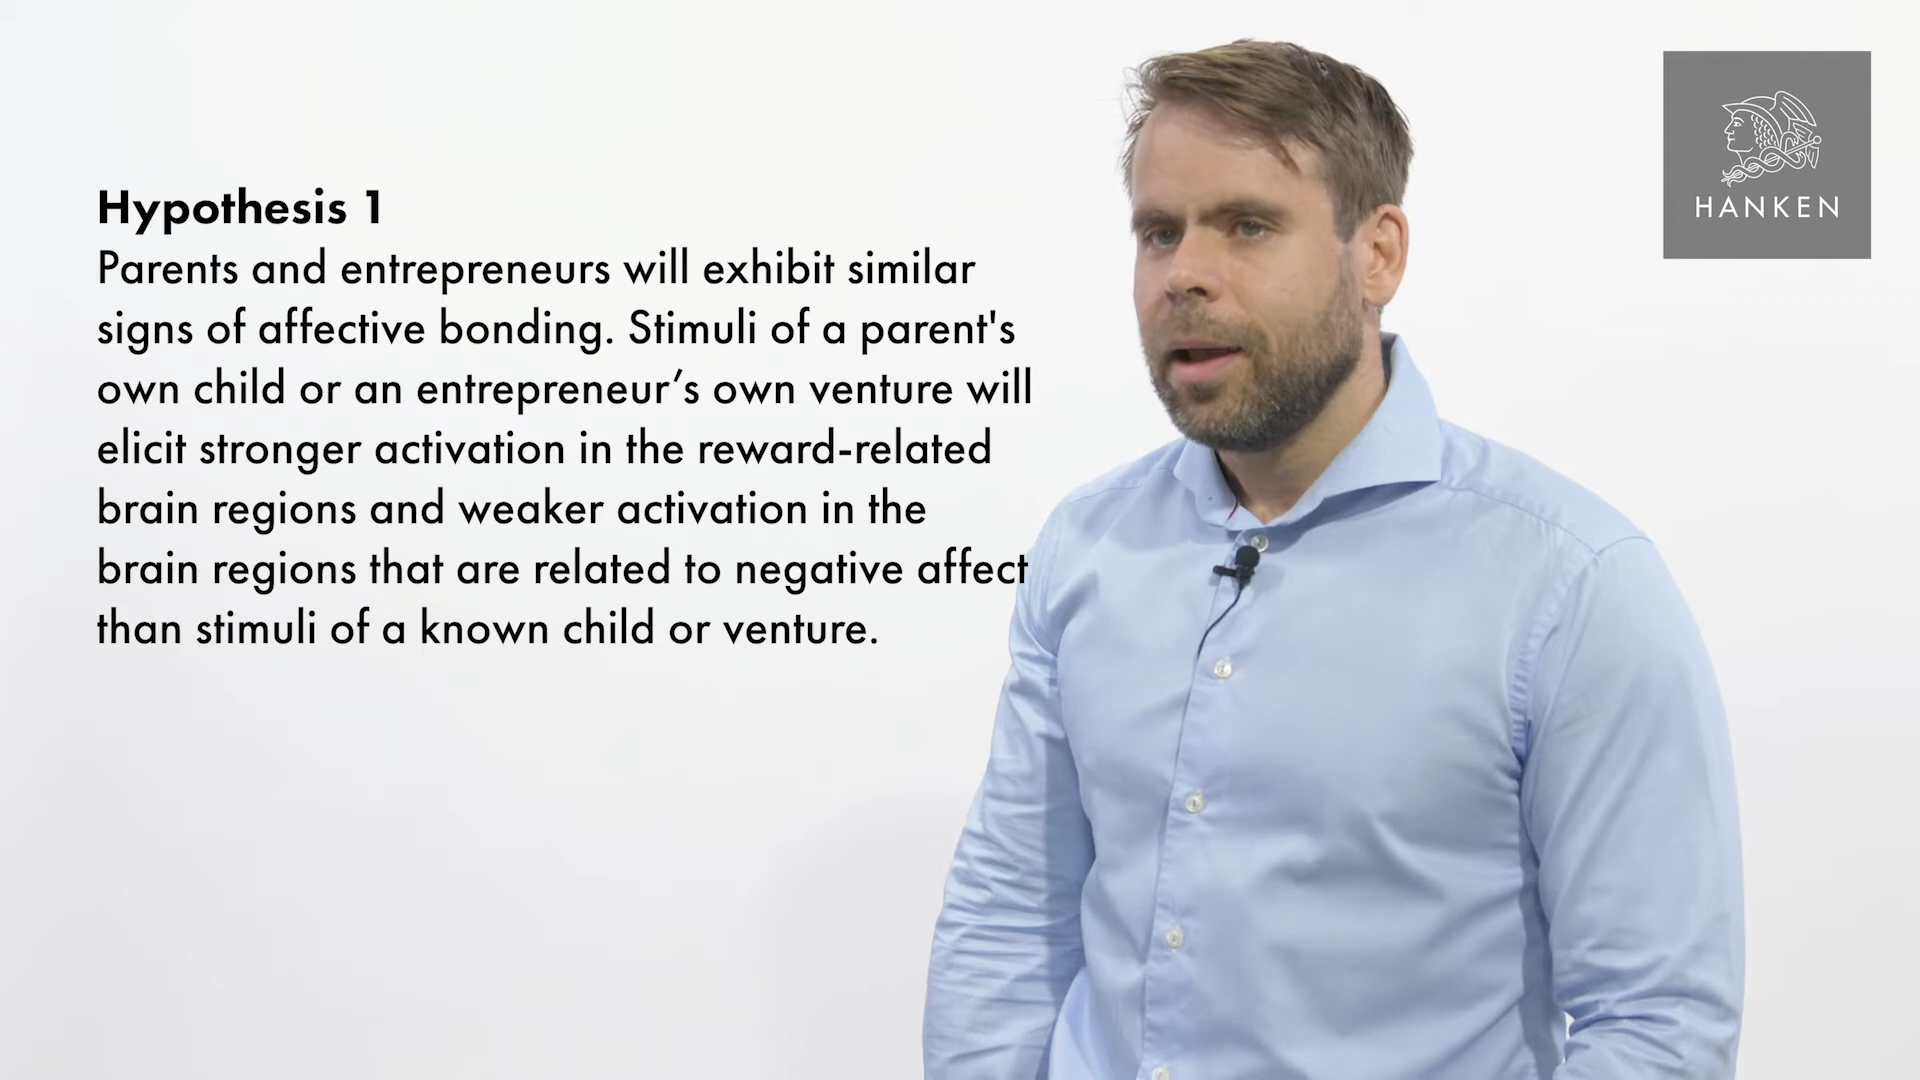 Hypothesis 1
Parents and entrepreneurs will exhibit similar
signs of affective bonding. Stimuli of a parent's
own child or an entrepreneur’s own venture will
elicit stronger activation in the reward-related
brain regions and weaker activation in the
brain regions that are related to negative affect
than stimuli of a known child or venture.
HANKEN